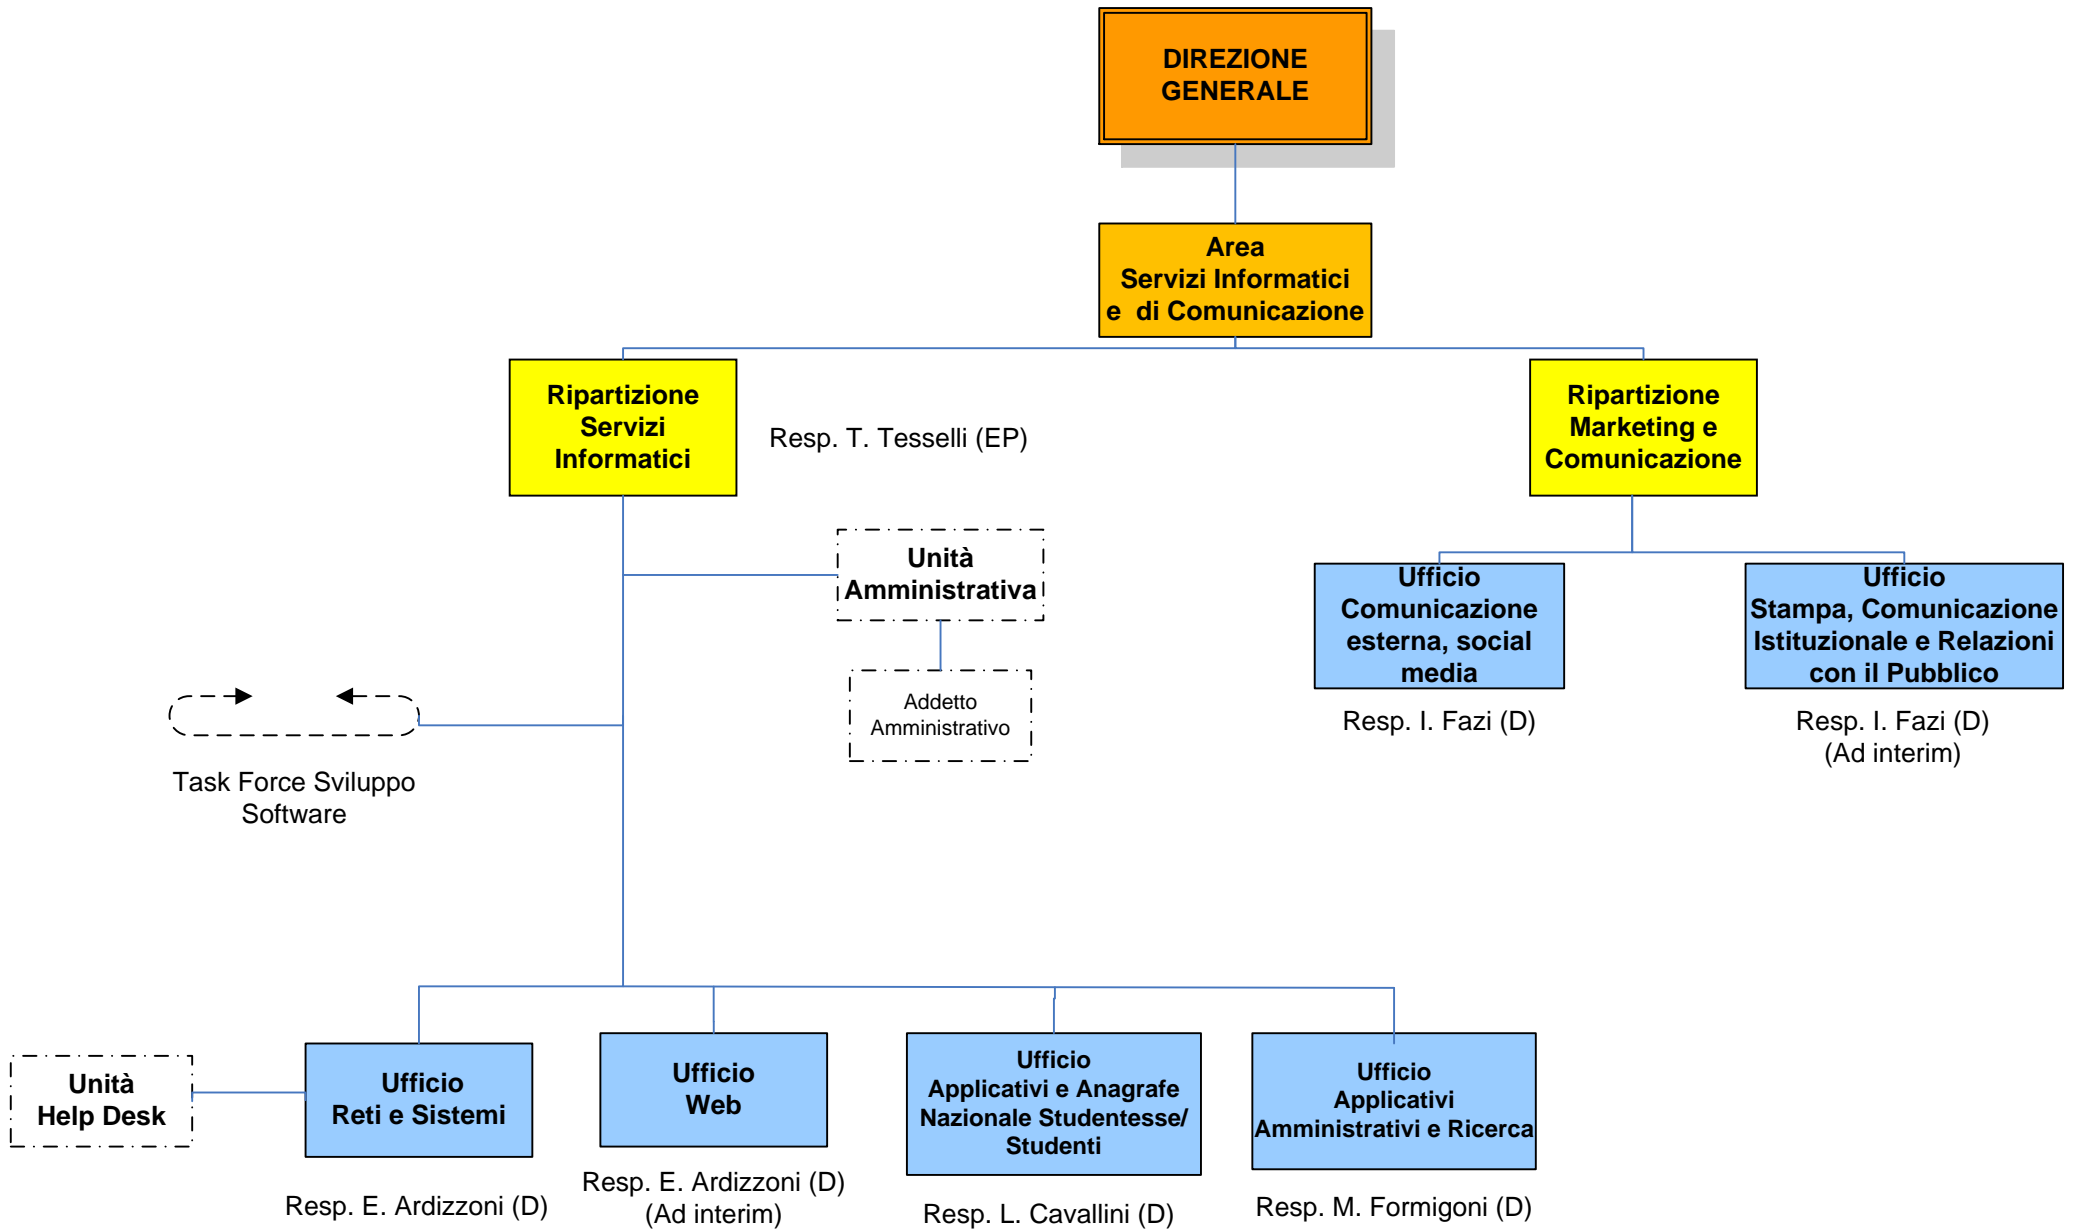 DIREZIONE
GENERALE
Area
Servizi Informatici
e di Comunicazione
Ripartizione
Servizi
Informatici
Resp. T. Tesselli (EP)
Ripartizione
Marketing e
Comunicazione
Unità
Amministrativa
Addetto
Amministrativo
Ufficio
Comunicazione
esterna, social
media
Resp. I. Fazi (D)
Ufficio
Stampa, Comunicazione
Istituzionale e Relazioni
con il Pubblico
Resp. I. Fazi (D)
(Ad interim)
Task Force Sviluppo
Software
Unità
Help Desk
Ufficio
Reti e Sistemi
Resp. E. Ardizzoni (D)
Ufficio
Web
Resp. E. Ardizzoni (D)
(Ad interim)
Ufficio
Applicativi e Anagrafe
Nazionale Studentesse/
Studenti
Resp. L. Cavallini (D)
Ufficio
Applicativi
Amministrativi e Ricerca
Resp. M. Formigoni (D)